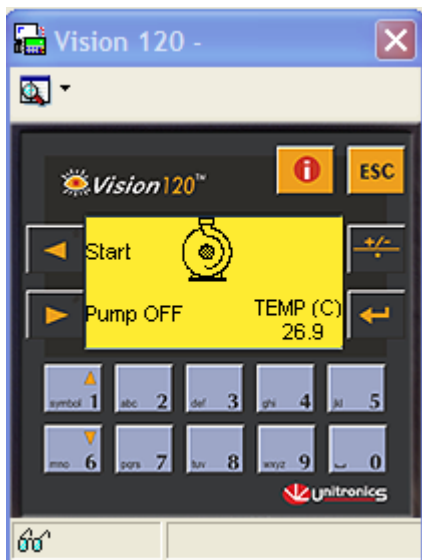 Vision 120 -
i
ESC
Vision120™
+/-
Start
Pump OFF
TEMP (C)
26.9
symbol 1 abc 2 def 3 ghi 4 jkl 5
mno 6 pqrs 7 tuv 8 wxyz 9 0
unitronics